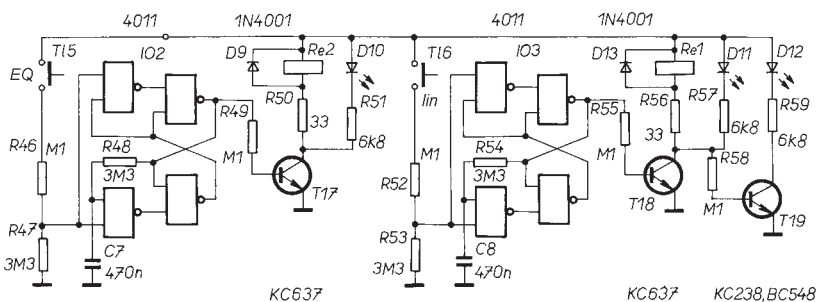 4011 1N4001 4011 1N4001
Tl5 IO2 D9 Re2 D10 Tl6 IO3 D13 Re1 D11 D12
EQ R50 R51 lin R56 R57 R59
R49 33 R55 33
R46 M1 R48 M1 6k8 M1 R54 M1 6k8 6k8
3M3 T17 R52 3M3 R58 T18 M1 T19
R47 C7 R53 C8
3M3 470n 3M3 470n
KC637 KC637 KC238,BC548